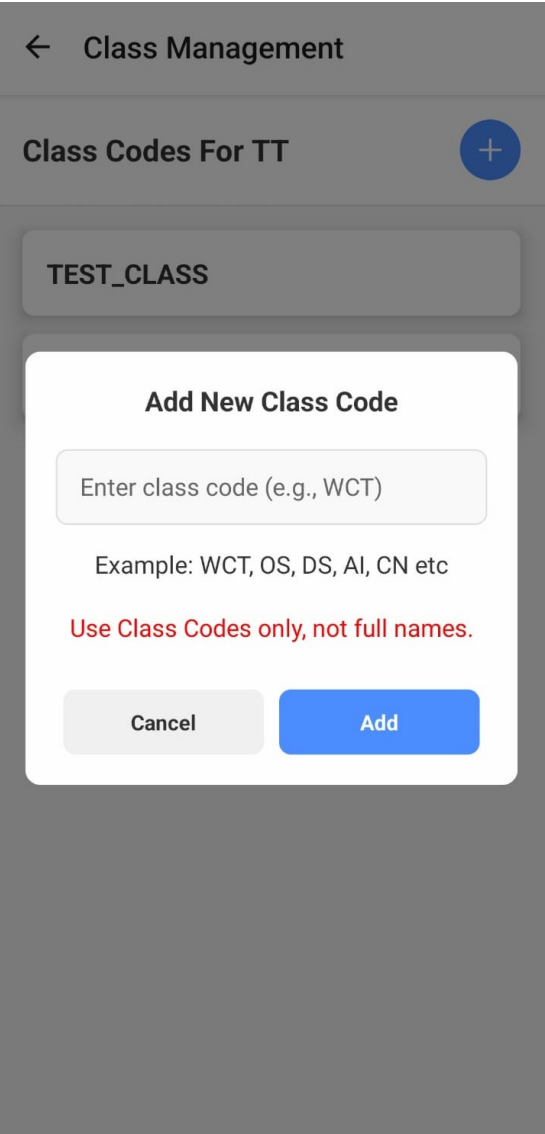 Class Management
Class Codes For TT
TEST_CLASS
Add New Class Code
Enter class code (e.g., WCT)
Example: WCT, OS, DS, AI, CN etc
Use Class Codes only, not full names.
Cancel
Add